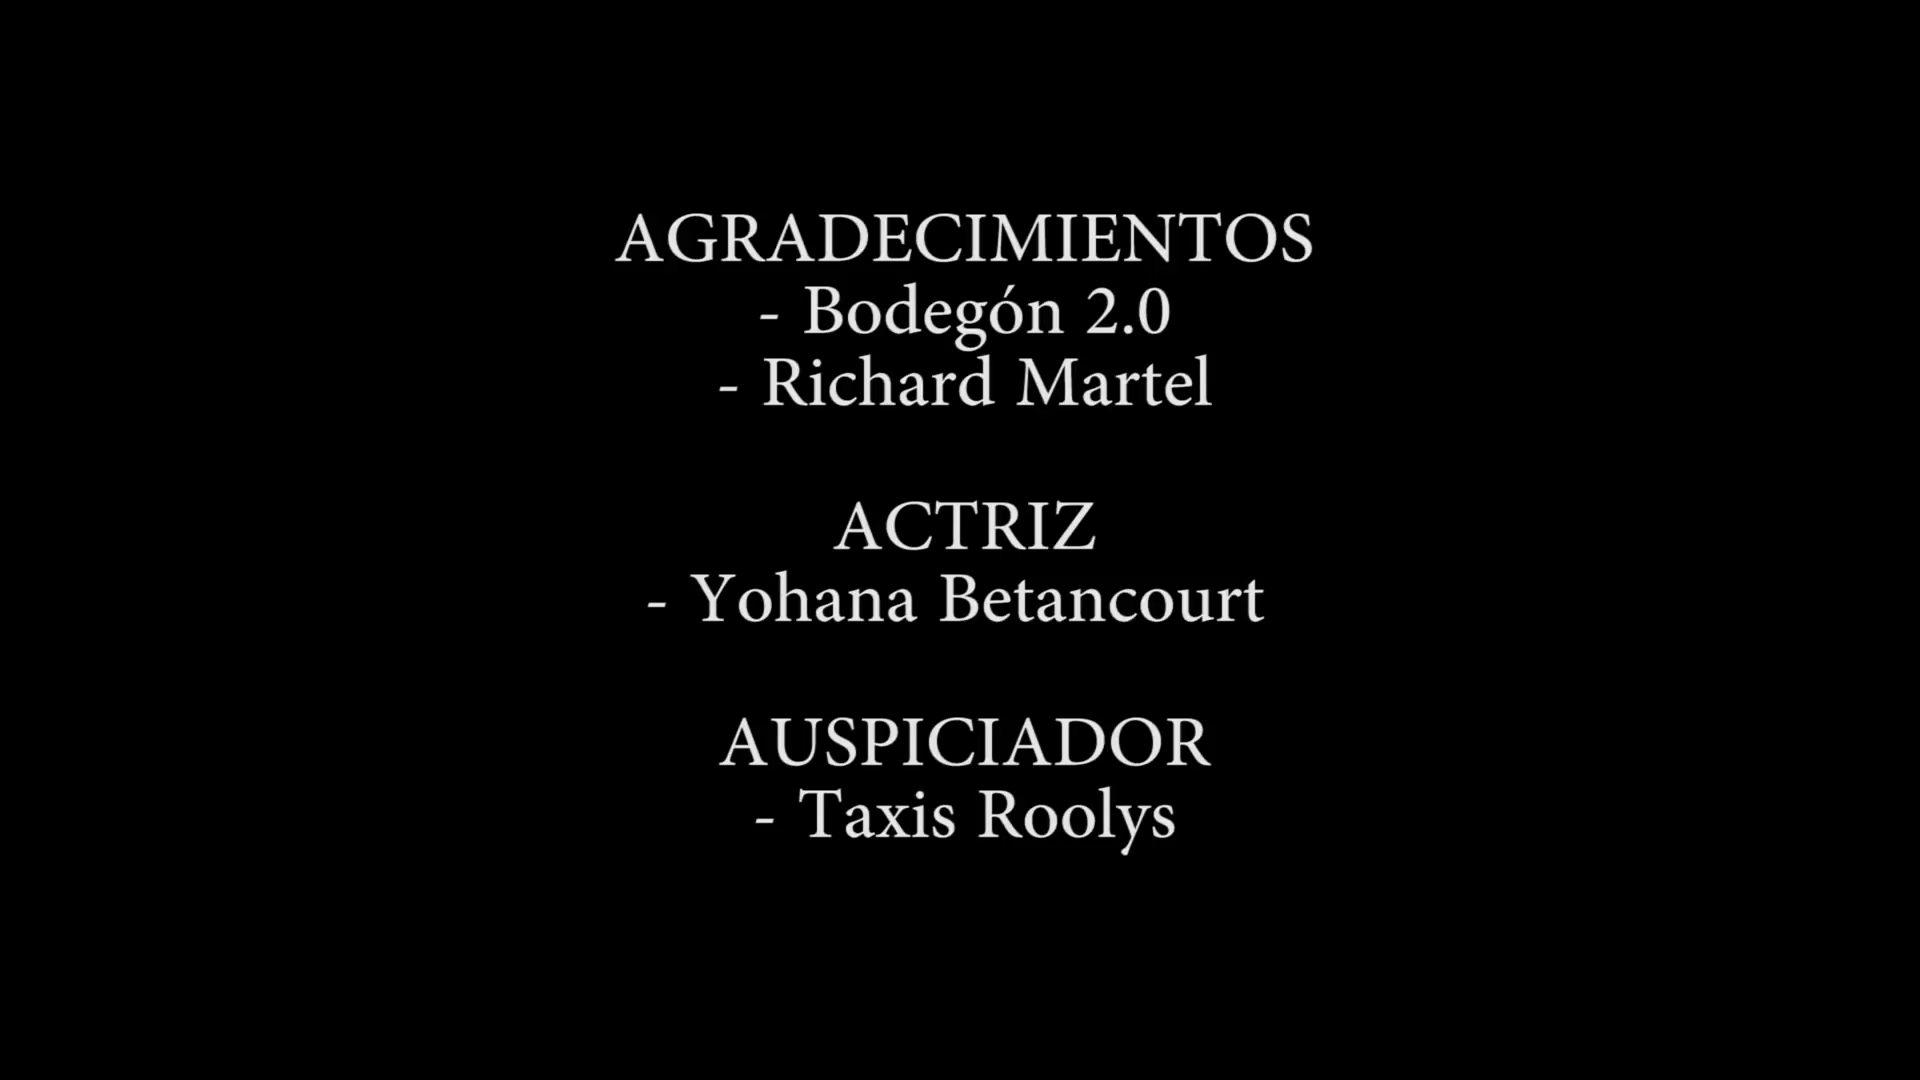 AGRADECIMIENTOS
- Bodegón 2.0
- Richard Martel
ACTRIZ
- Yohana Betancourt
AUSPICIADOR
- Taxis Roolys